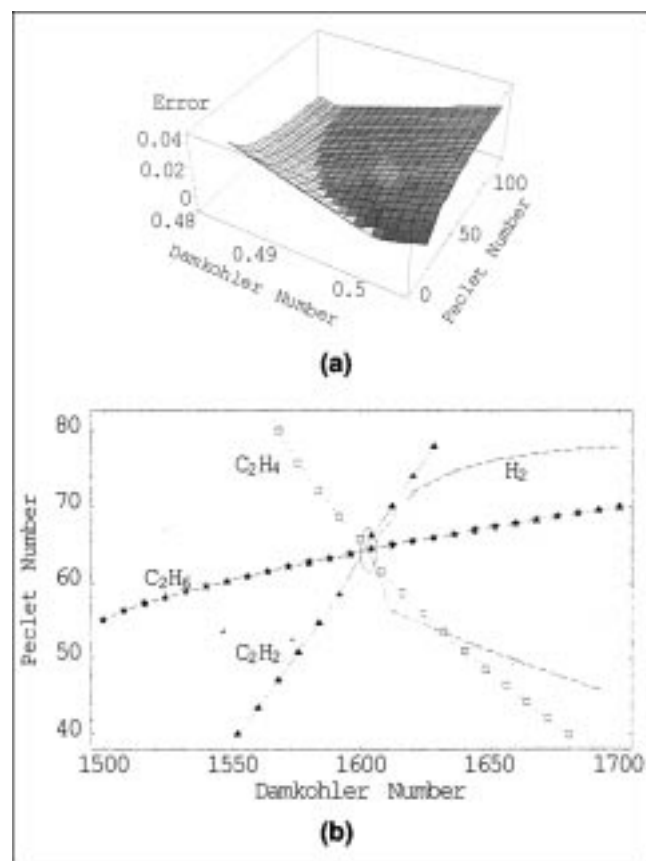 Error
0.04
0.02
0
0.48
0.49
0.5
0
50
100
Damkohler Number
Peclet Number
(a)
80
70
60
50
40
Peclet Number
C₂H₄
H₂
C₂H₆
C₂H₂
1500 1550 1600 1650 1700
Damkohler Number
(b)